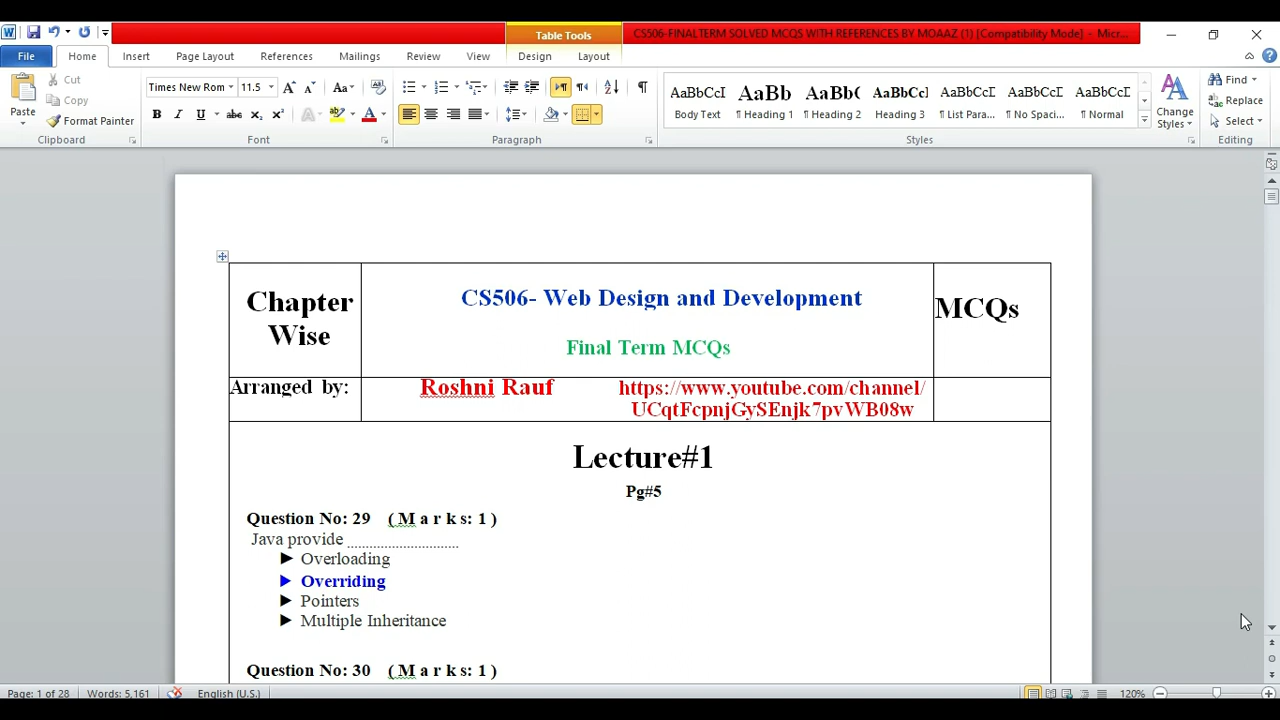 Table Tools
CS506-FINALTERM SOLVED MCQS WITH REFERENCES BY MOAAZ (1) [Compatibility Mode] - Micr...
File Home Insert Page Layout References Mailings Review View Design Layout
Cut
Copy
Format Painter
Paste
Clipboard
Times New Rom 11.5
Font
Paragraph
AaBbCcI AaBb AaBbC AaBbCcl AaBbCcD AaBbCcD AaBbCcD
Body Text ¶ Heading 1 ¶ Heading 2 Heading 3 ¶ List Para... ¶ No Spaci... ¶ Normal
Change Styles
Styles
Find
Replace
Select
Editing
Chapter Wise
CS506- Web Design and Development
Final Term MCQs
MCQs
Arranged by:
Roshni Rauf
https://www.youtube.com/channel/
UCqtFcpnjGySEnjk7pvWB08w
Lecture#1
Pg#5
Question No: 29 ( M a r k s: 1 )
Java provide ..............................
► Overloading
► Overriding
► Pointers
► Multiple Inheritance
Question No: 30 ( M a r k s: 1 )
Page: 1 of 28 Words: 5,161 English (U.S.) 120%